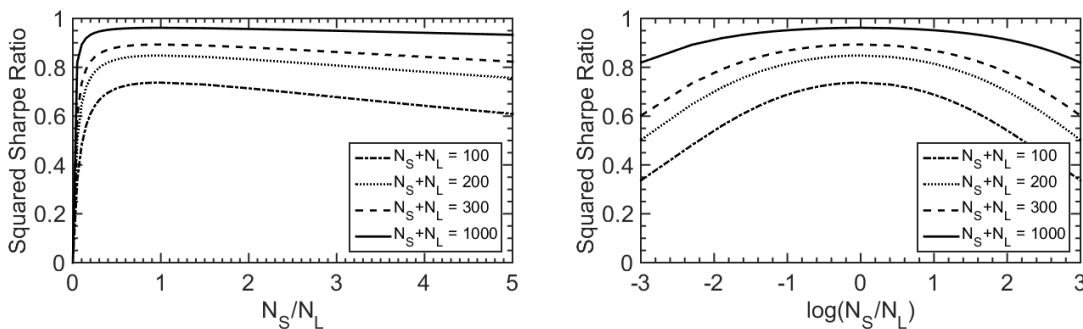 Squared Sharpe Ratio
1
0.8
0.6
0.4
0.2
0
0 1 2 3 4 5
N_S/N_L
N_S+N_L = 100
N_S+N_L = 200
N_S+N_L = 300
N_S+N_L = 1000
Squared Sharpe Ratio
1
0.8
0.6
0.4
0.2
0
-3 -2 -1 0 1 2 3
log(N_S/N_L)
N_S+N_L = 100
N_S+N_L = 200
N_S+N_L = 300
N_S+N_L = 1000